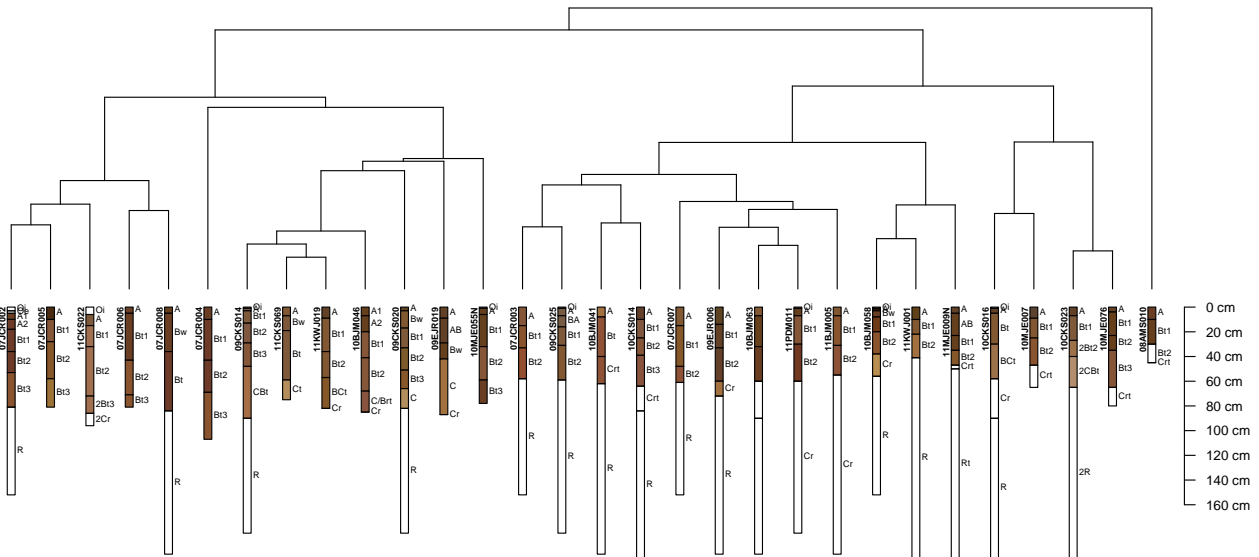 07JCR002
Oi
A1
A2
Bt1
Bt2
Bt3
R
07JCR005
A
Bt1
Bt2
Bt3
11CKS022
Oi
A
Bt1
Bt2
2Bt3
2Cr
07JCR006
A
Bt1
Bt2
Bt3
07JCR008
A
Bw
Bt
R
07JCR004
A
Bt1
Bt2
Bt3
09CKS014
Oi
Bt1
Bt2
Bt3
CBt
R
11CKS069
A
Bw
Bt
Ct
11KWJ019
A
Bt1
Bt2
BCt
Cr
10BJM046
A1
A2
Bt1
Bt2
C/Brt
Cr
09CKS020
A
Bw
Bt1
Bt2
Bt3
C
R
09EJR019
A
AB
Bw
C
Cr
10MJE055N
Oi
A
Bt1
Bt2
Bt3
07JCR003
A
Bt1
Bt2
R
09CKS025
Oi
A
BA
Bt1
Bt2
R
10BJM041
A
Bt1
Crt
R
10CKS014
A
Bt1
Bt2
Bt3
Crt
R
07JCR007
A
Bt1
Bt2
R
09EJR006
A
Bt1
Bt2
Cr
R
10BJM063
A
Bt1
Bt2
Cr
R
11PDM011
Oi
A
Bt1
Bt2
Cr
11BJM005
A
Bt1
Bt2
Cr
10BJM058
Oi
Bw
Bt1
Bt2
Cr
R
11KWJ001
A
Bt1
Bt2
R
11MJE009N
A
AB
Bt1
Bt2
Crt
Rt
10CKS016
Oi
A
Bt
BCt
Cr
R
10MJE007
A
Bt1
Bt2
Crt
10CKS023
A
Bt1
2Bt2
2CBt
2R
10MJE076
A
Bt1
Bt2
Bt3
Crt
08AMS010
A
Bt1
Crt
0 cm
20 cm
40 cm
60 cm
80 cm
100 cm
120 cm
140 cm
160 cm